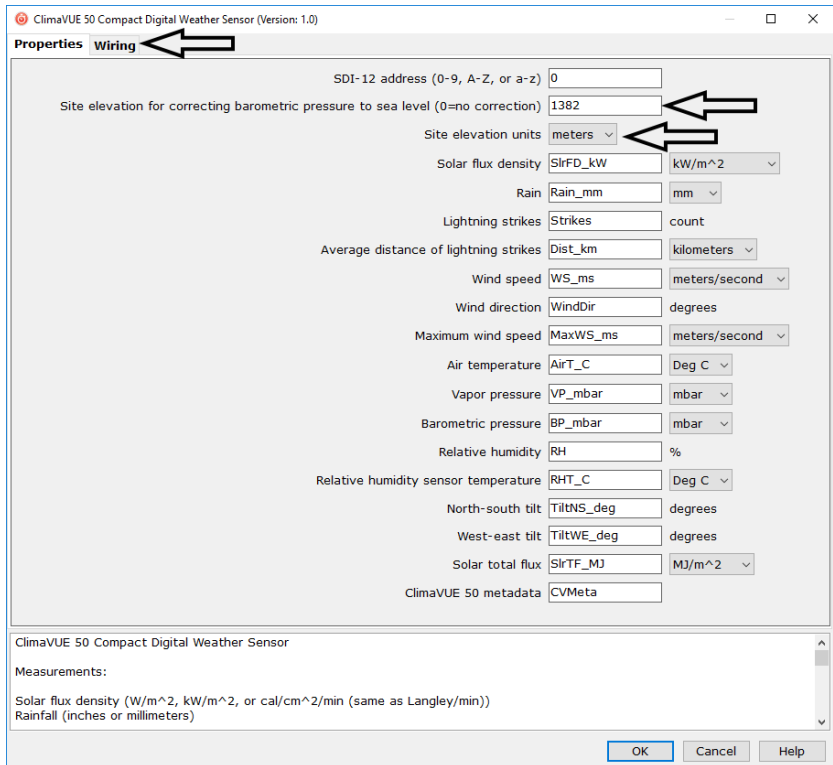 ClimaVUE 50 Compact Digital Weather Sensor (Version: 1.0)
Properties Wiring
SDI-12 address (0-9, A-Z, or a-z) 0
Site elevation for correcting barometric pressure to sea level (0=no correction) 1382
Site elevation units meters
Solar flux density SlrFD_kW kW/m^2
Rain Rain_mm mm
Lightning strikes Strikes count
Average distance of lightning strikes Dist_km kilometers
Wind speed WS_ms meters/second
Wind direction WindDir degrees
Maximum wind speed MaxWS_ms meters/second
Air temperature AirT_C Deg C
Vapor pressure VP_mbar mbar
Barometric pressure BP_mbar mbar
Relative humidity RH %
Relative humidity sensor temperature RHT_C Deg C
North-south tilt TiltNS_deg degrees
West-east tilt TiltWE_deg degrees
Solar total flux SlrTF_MJ MJ/m^2
ClimaVUE 50 metadata CVMeta
ClimaVUE 50 Compact Digital Weather Sensor
Measurements:
Solar flux density (W/m^2, kW/m^2, or cal/cm^2/min (same as Langley/min))
Rainfall (inches or millimeters)
OK Cancel Help